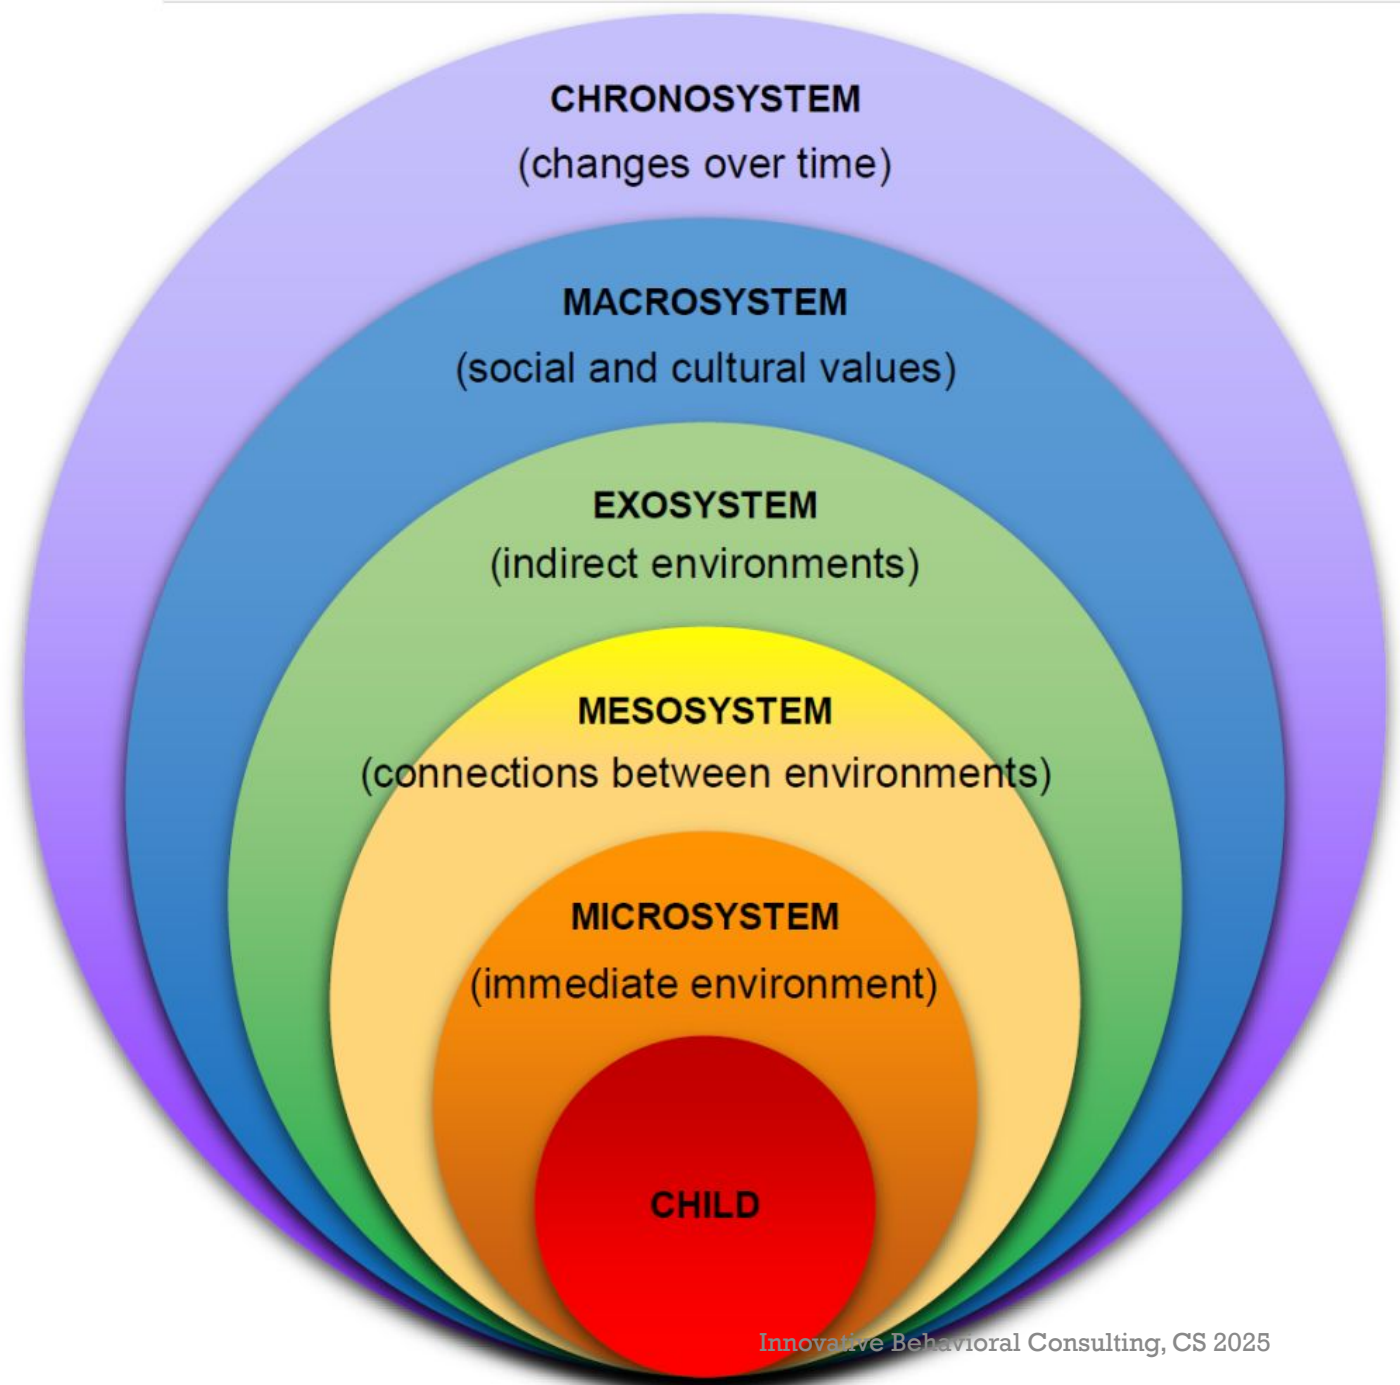 CHRONOSYSTEM
(changes over time)
MACROSYSTEM
(social and cultural values)
EXOSYSTEM
(indirect environments)
MESOSYSTEM
(connections between environments)
MICROSYSTEM
(immediate environment)
CHILD
Innovative Behavioral Consulting, CS 2025